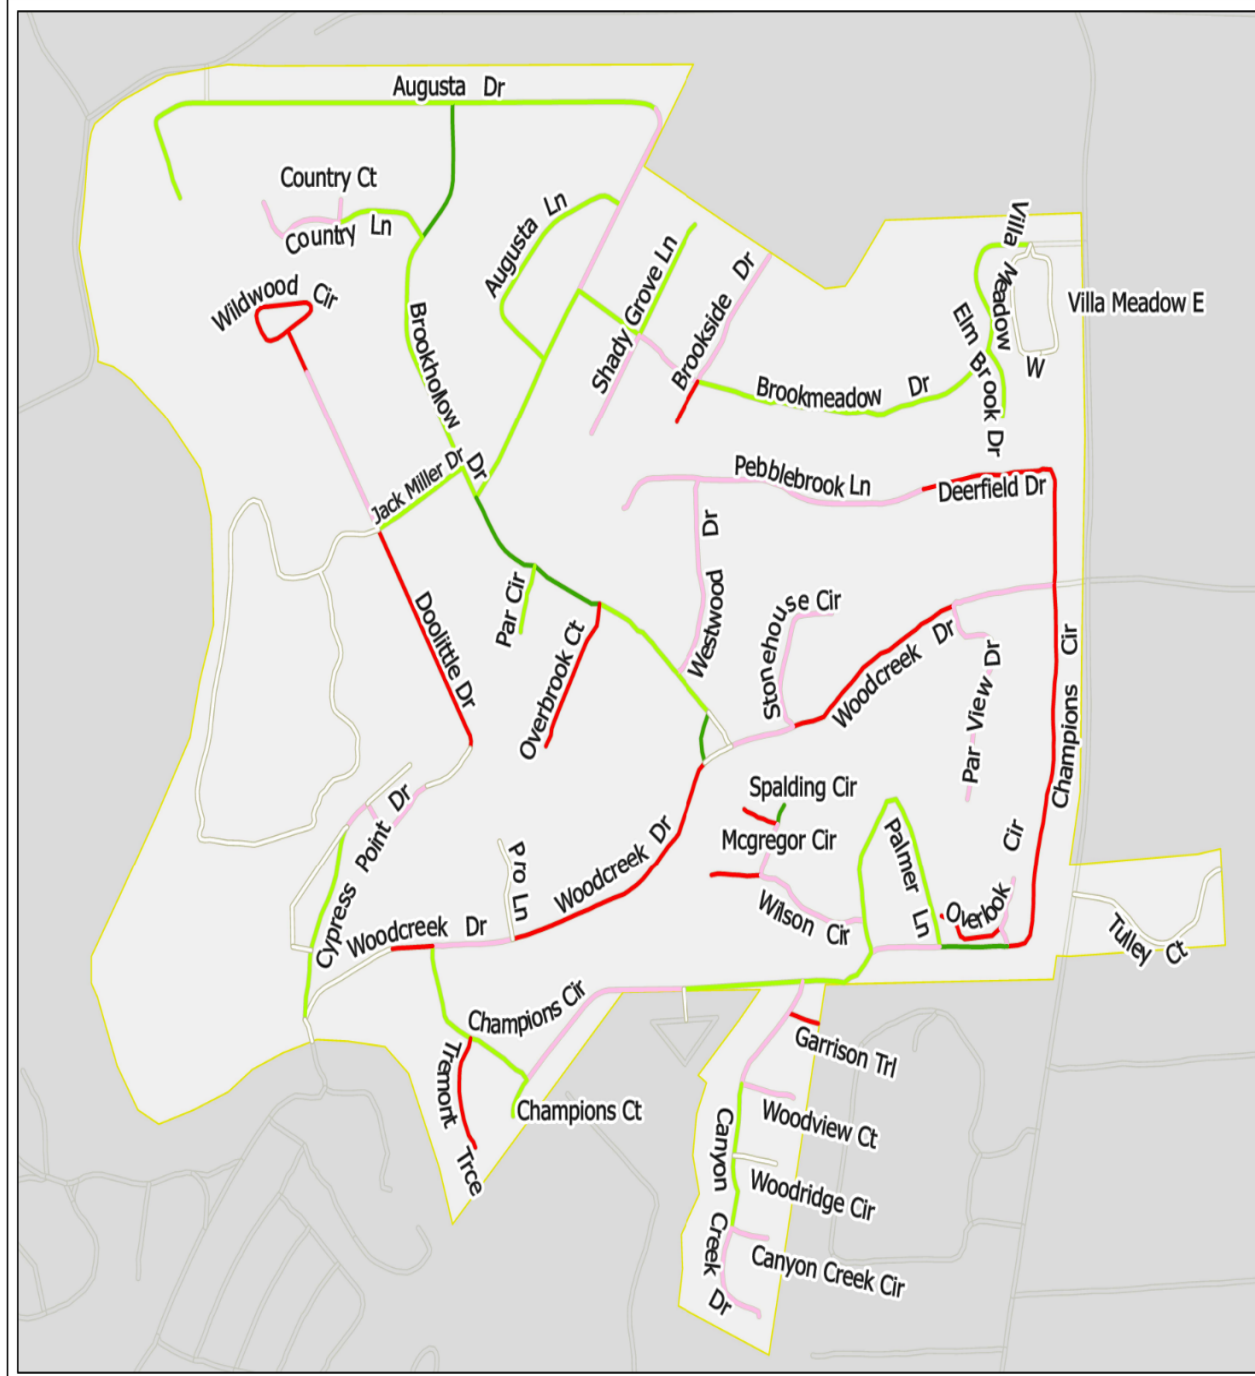 Augusta Dr
Country Ct
Country Ln
Augusta Ln
Villa Meadow
Wildwood Cir
Shady Grove Ln
Brookside Dr
Villa Meadow E
W
Elm Brook Dr
Brookhollow Dr
Brookmeadow Dr
Jack Miller Dr
Pebblebrook Ln
Deerfield Dr
Westwood Dr
Par Cir
Doolittle Dr
Overbrook Ct
Stonehouse Cir
Woodcreek Dr
Par View Dr
Champions Cir
Spalding Cir
Cypress Point Dr
Mcgregor Cir
Palmer Ln
Pro Ln
Woodcreek Dr
Wilson Cir
Overlook Cir
Woodcreek Dr
Tulley Ct
Champions Cir
Tremont Trce
Garrison Trl
Champions Ct
Woodview Ct
Canyon Creek Dr
Woodridge Cir
Canyon Creek Cir